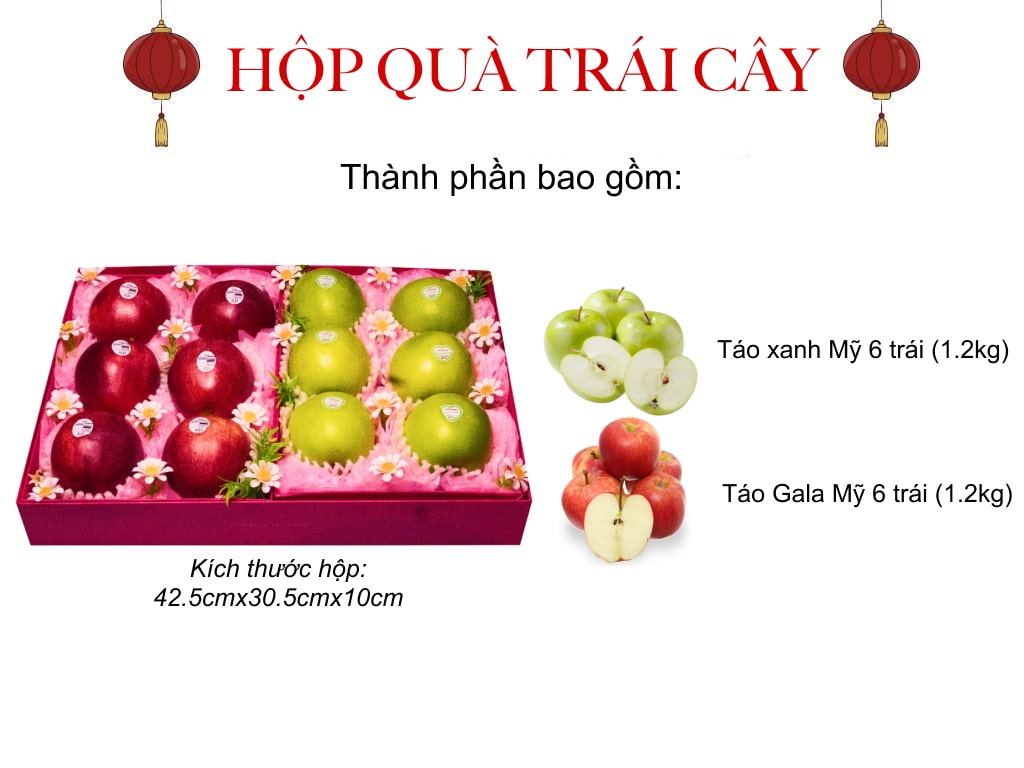 HỘP QUÀ TRÁI CÂY
Thành phần bao gồm:
Táo xanh Mỹ 6 trái (1.2kg)
Táo Gala Mỹ 6 trái (1.2kg)
Kích thước hộp:
42.5cmx30.5cmx10cm